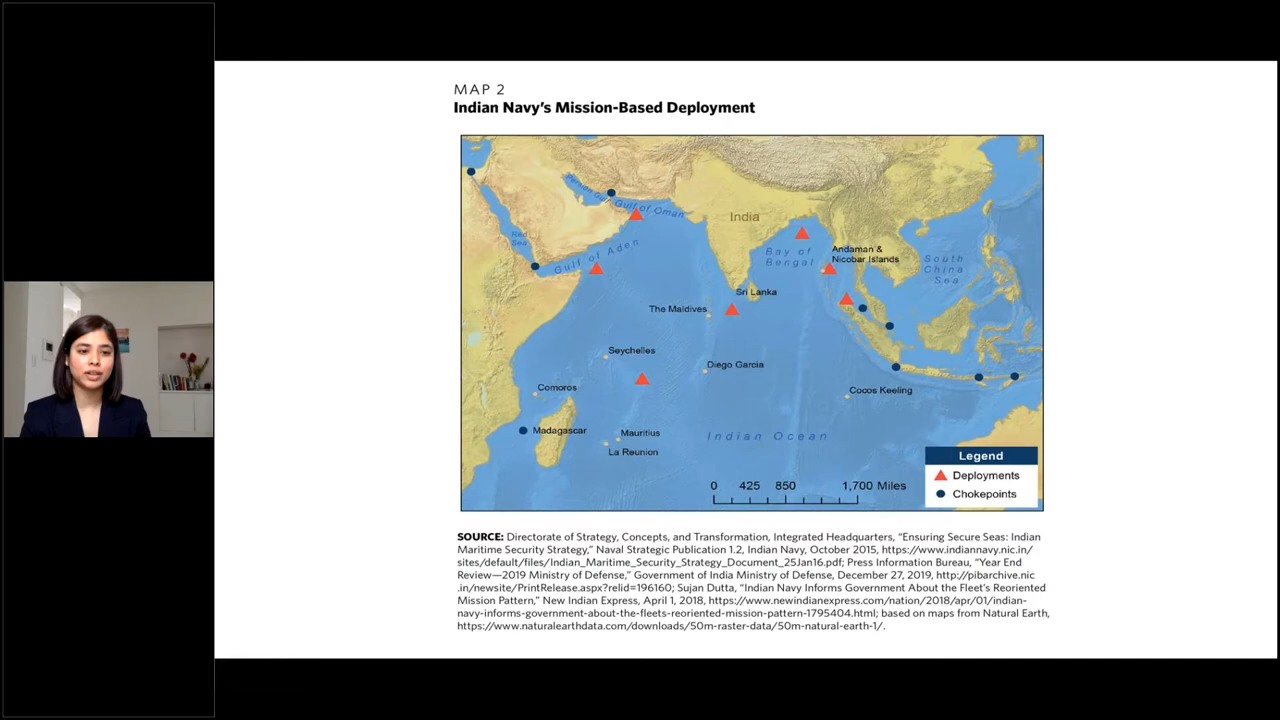 MAP 2
Indian Navy's Mission-Based Deployment
Persian G.
Gulf of Oman
India
Red
Sea
Gulf of Aden
Bay of
Bengal
Andaman &
Nicobar Islands
South
China
Sea
Sri Lanka
The Maldives
Seychelles
Diego Garcia
Comoros
Cocos Keeling
Madagascar
Mauritius
Indian Ocean
La Reunion
Legend
Deployments
Chokepoints
0 425 850 1,700 Miles
SOURCE: Directorate of Strategy, Concepts, and Transformation, Integrated Headquarters, “Ensuring Secure Seas: Indian
Maritime Security Strategy,” Naval Strategic Publication 1.2, Indian Navy, October 2015, https://www.indiannavy.nic.in/
sites/default/files/Indian_Maritime_Security_Strategy_Document_25Jan16.pdf; Press Information Bureau, “Year End
Review—2019 Ministry of Defense,” Government of India Ministry of Defense, December 27, 2019, http://pibarchive.nic
.in/newsite/PrintRelease.aspx?relid=196160; Sujan Dutta, “Indian Navy Informs Government About the Fleet’s Reoriented
Mission Pattern,” New Indian Express, April 1, 2018, https://www.newindianexpress.com/nation/2018/apr/01/indian-
navy-informs-government-about-the-fleets-reoriented-mission-pattern-1795404.html; based on maps from Natural Earth,
https://www.naturalearthdata.com/downloads/50m-raster-data/50m-natural-earth-1/.